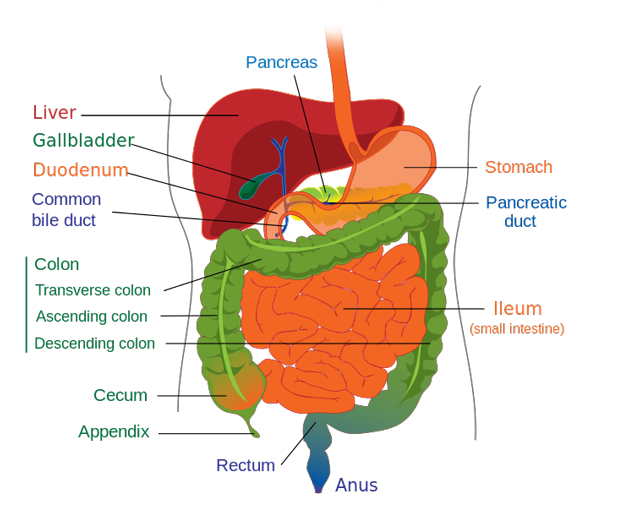 Pancreas
Liver
Gallbladder
Duodenum
Common
bile duct
Stomach
Pancreatic
duct
Colon
Transverse colon
Ascending colon
Descending colon
Ileum
(small intestine)
Cecum
Appendix
Rectum
Anus